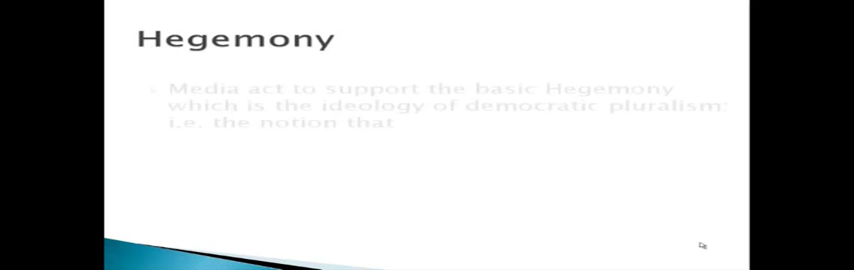 Hegemony
Media act to support the basic Hegemony
which is the ideology of democratic pluralism:
i.e. the notion that